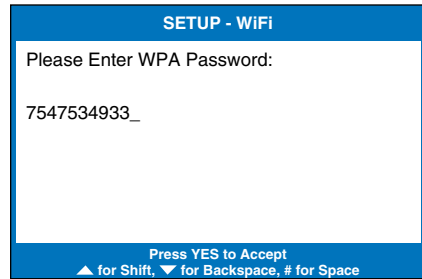 SETUP - WiFi
Please Enter WPA Password:
7547534933_
Press YES to Accept
▲ for Shift, ▼ for Backspace, # for Space